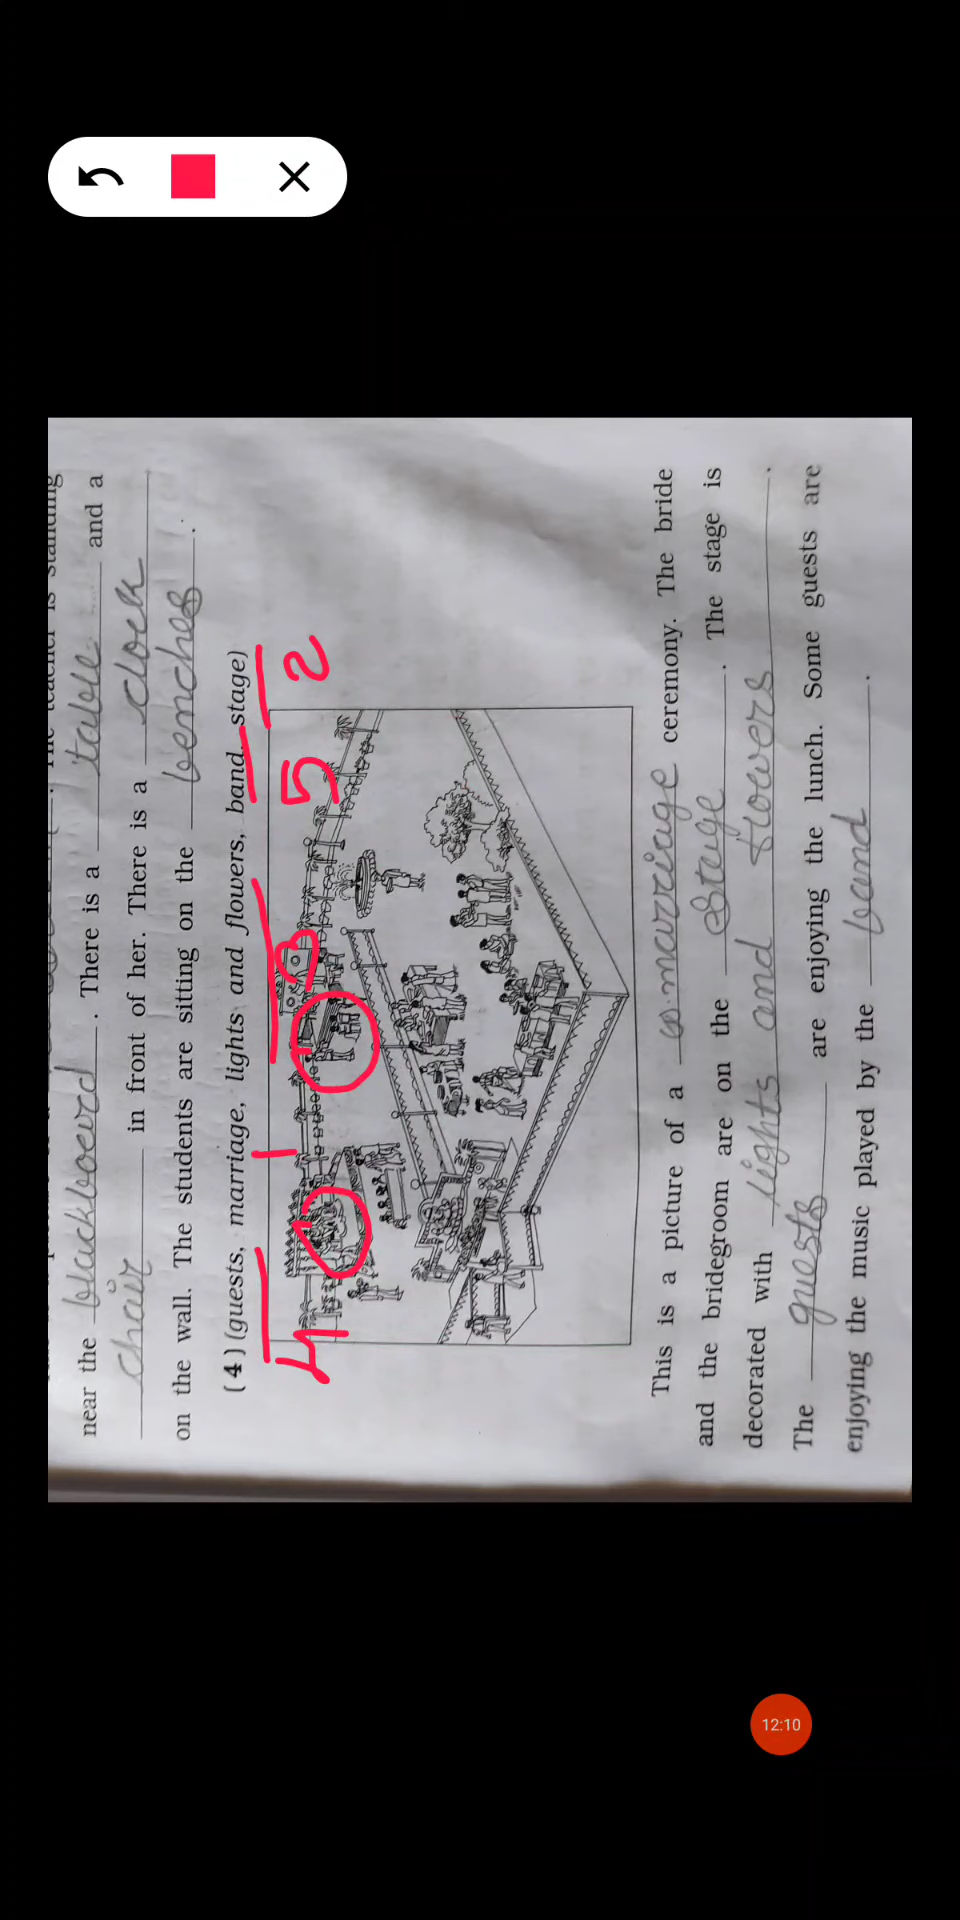 near the blackboard. There is a table and a
chair in front of her. There is a clock
on the wall. The students are sitting on the benches.
(4) (guests, marriage, lights and flowers, band, stage)
4 1 3 5 2
This is a picture of a marriage ceremony. The bride
and the bridegroom are on the stage. The stage is
decorated with lights and flowers.
The guests are enjoying the lunch. Some guests are
enjoying the music played by the band.
12:10